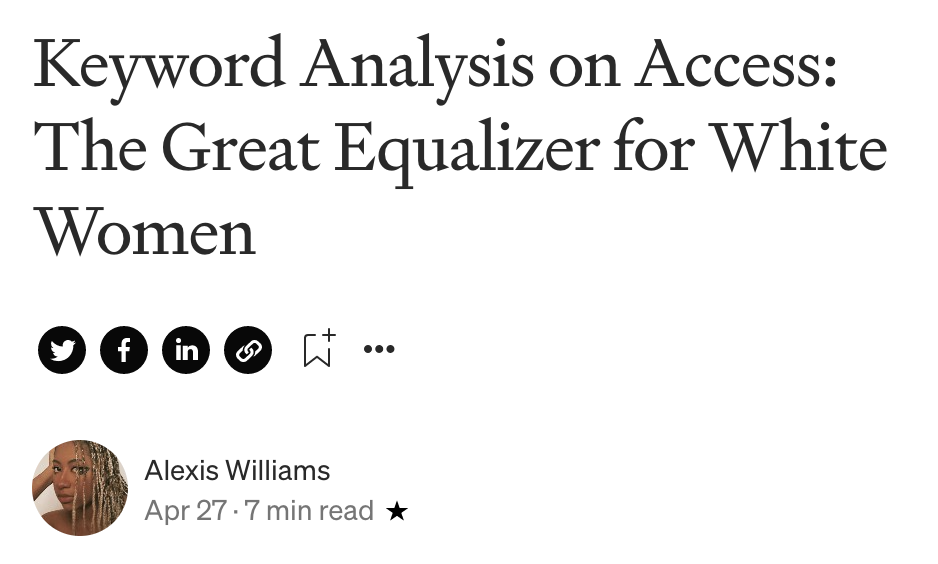 Keyword Analysis on Access:
The Great Equalizer for White
Women
Alexis Williams
Apr 27 · 7 min read ★